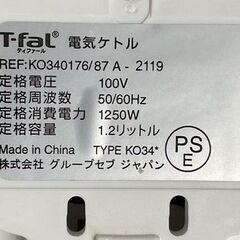 T-fal 電気ケトル
ティファール
REF:KO340176/87 A - 2119
定格電圧 100V
定格周波数 50/60Hz
定格消費電力 1250W
定格容量 1.2リットル
Made in China TYPE KO34*
株式会社 グループセブ ジャパン
PS
E